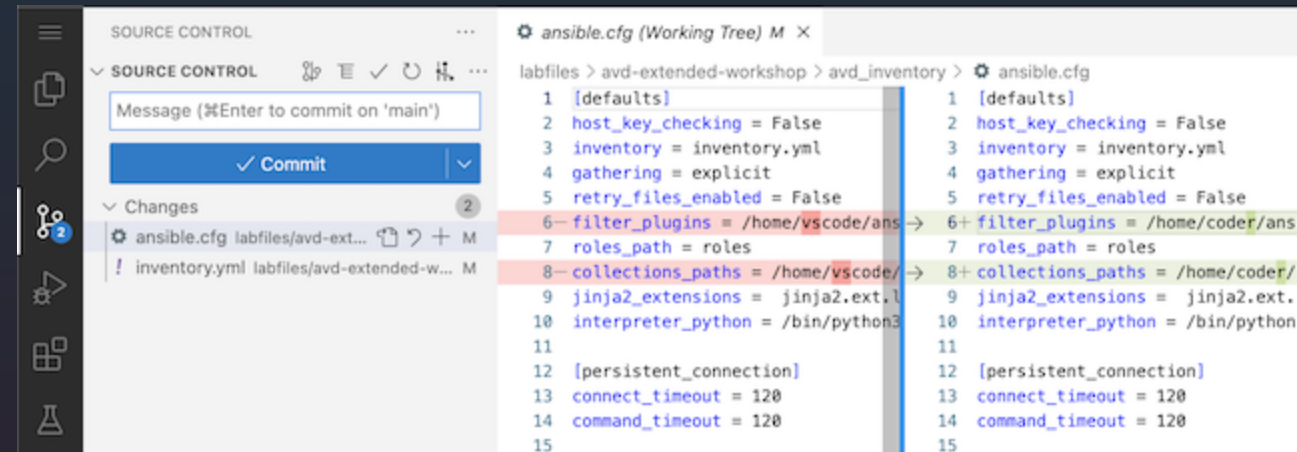 SOURCE CONTROL
SOURCE CONTROL
Message (⌘Enter to commit on 'main')
Commit
Changes
2
2
ansible.cfg labfiles/avd-ext... M
inventory.yml labfiles/avd-extended-w... M
ansible.cfg (Working Tree) M
labfiles > avd-extended-workshop > avd_inventory > ansible.cfg
1 [defaults]
2 host_key_checking = False
3 inventory = inventory.yml
4 gathering = explicit
5 retry_files_enabled = False
6— filter_plugins = /home/vscode/ans
7 roles_path = roles
8— collections_paths = /home/vscode/
9 jinja2_extensions =  jinja2.ext.l
10 interpreter_python = /bin/python3
11
12 [persistent_connection]
13 connect_timeout = 120
14 command_timeout = 120
15
1 [defaults]
2 host_key_checking = False
3 inventory = inventory.yml
4 gathering = explicit
5 retry_files_enabled = False
6+ filter_plugins = /home/coder/ans
7 roles_path = roles
8+ collections_paths = /home/coder/
9 jinja2_extensions =  jinja2.ext.
10 interpreter_python = /bin/python
11
12 [persistent_connection]
13 connect_timeout = 120
14 command_timeout = 120
15